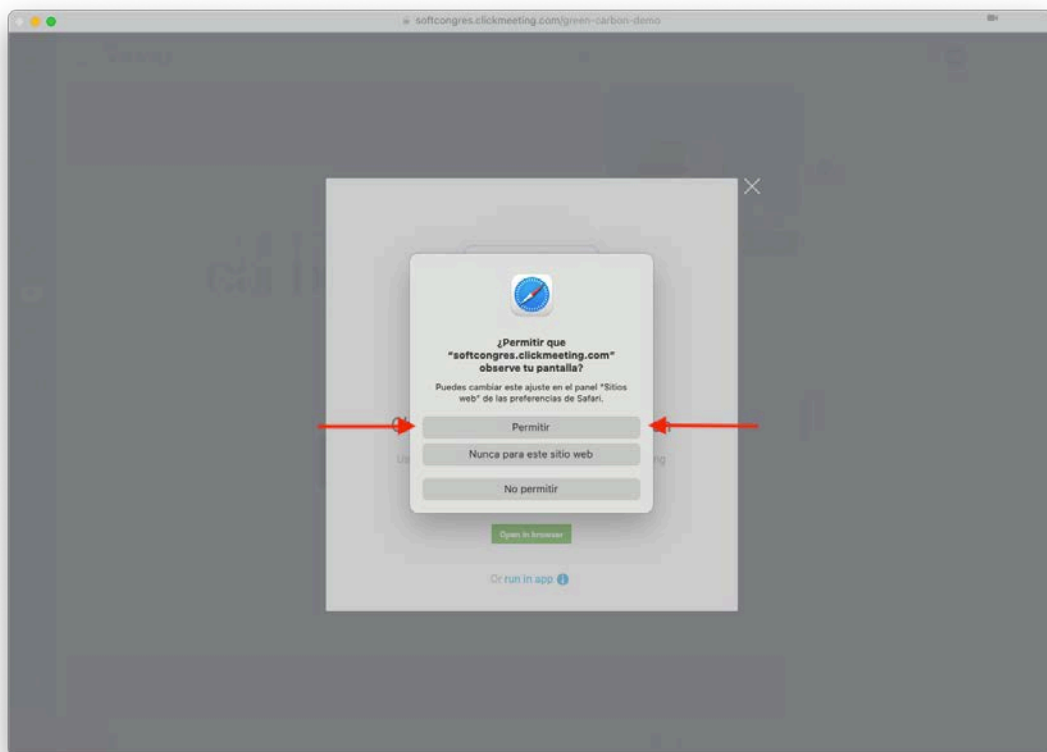 softcongres.clickmeeting.com/green-carbon-demo
¿Permitir que
"softcongres.clickmeeting.com"
observe tu pantalla?
Puedes cambiar este ajuste en el panel "Sitios
web" de las preferencias de Safari.
Permitir
Nunca para este sitio web
No permitir
Open in browser
Or run in app